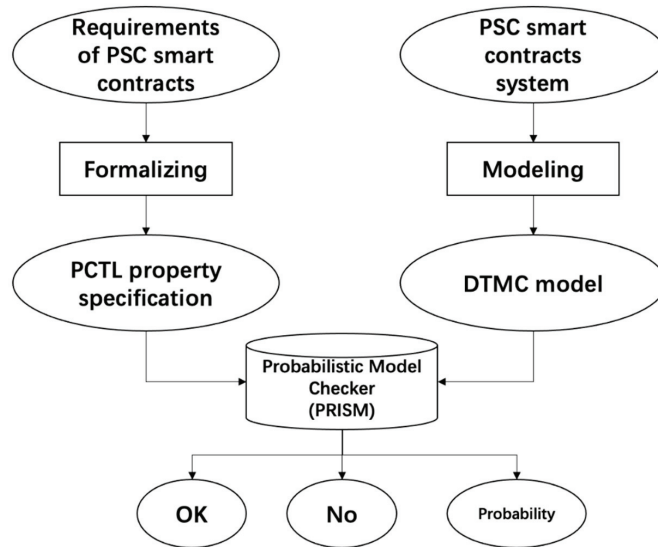 Requirements
of PSC smart
contracts
PSC smart
contracts
system
Formalizing
Modeling
PCTL property
specification
DTMC model
Probabilistic Model
Checker
(PRISM)
OK
No
Probability